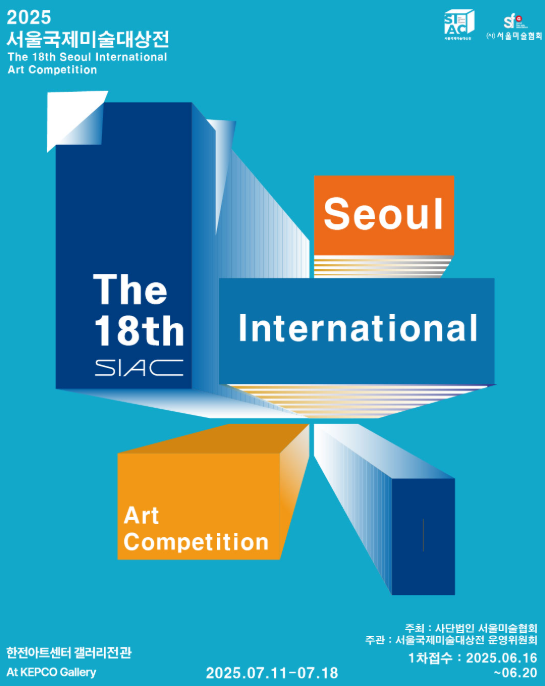 2025
서울국제미술대상전
The 18th Seoul International
Art Competition
SIAC
(사)서울미술협회
Seoul
The
18th
SIAC
International
Art
Competition
주최 : 사단법인 서울미술협회
주관 : 서울국제미술대상전 운영위원회
한전아트센터 갤러리전관
At KEPCO Gallery
2025.07.11-07.18
1차접수 : 2025.06.16
~06.20